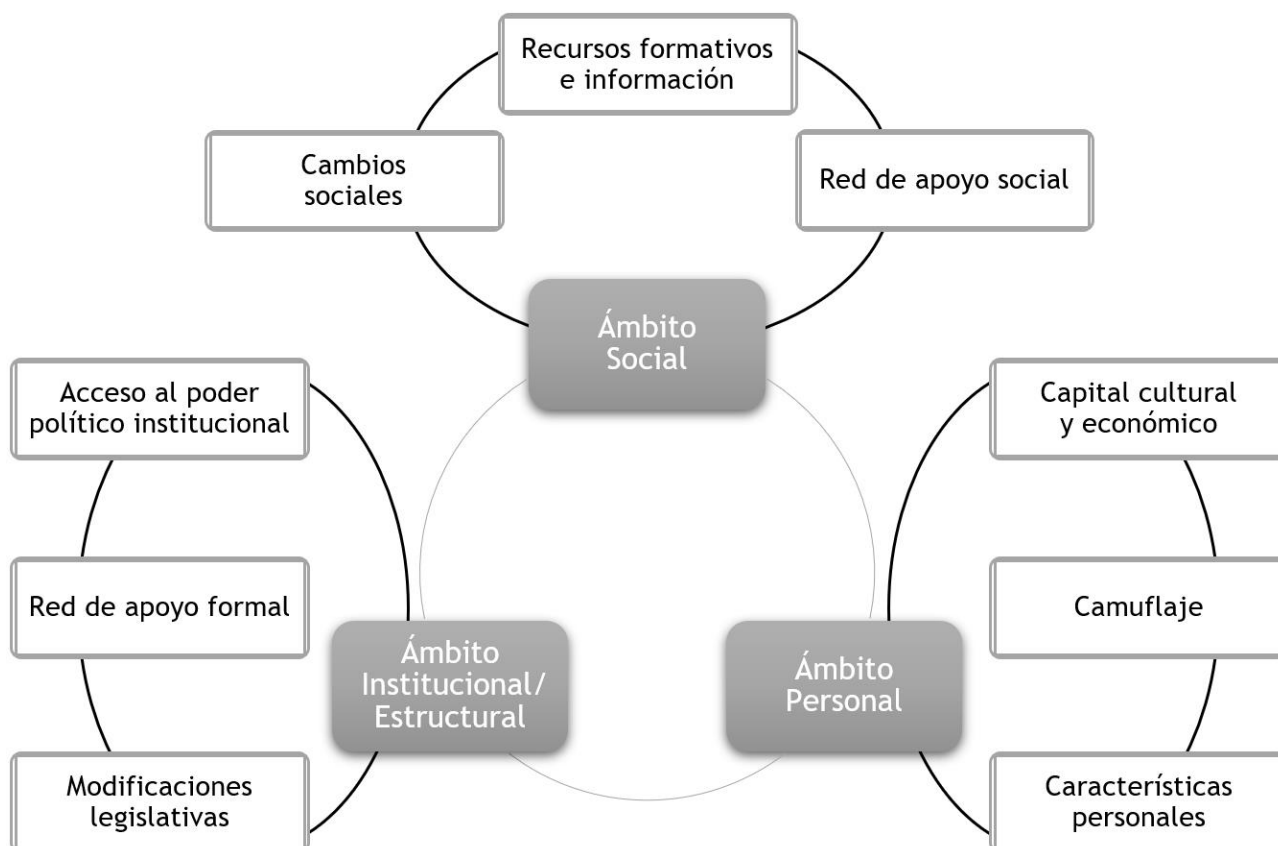 Recursos formativos
e información
Cambios
sociales
Red de apoyo social
Ámbito
Social
Acceso al poder
político institucional
Red de apoyo formal
Modificaciones
legislativas
Ámbito
Institucional/
Estructural
Ámbito
Personal
Capital cultural
y económico
Camuflaje
Características
personales